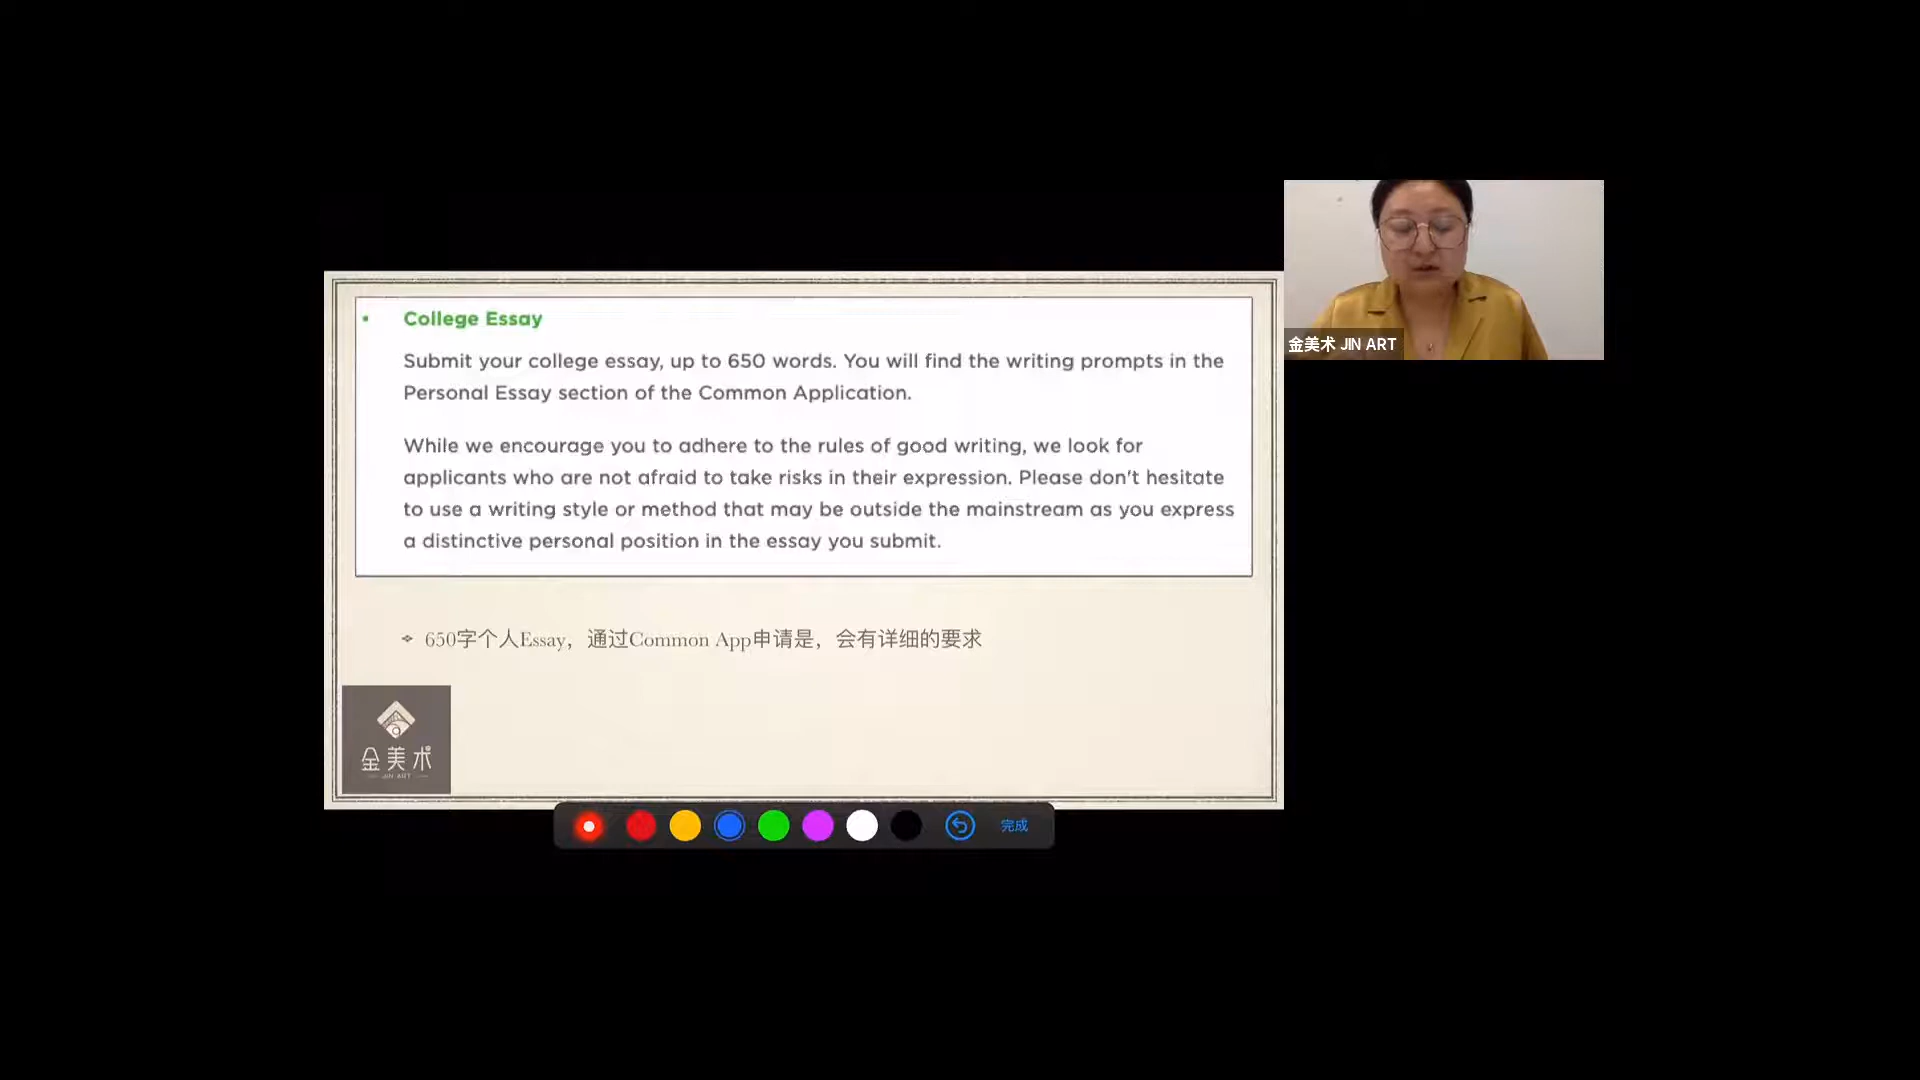 • College Essay
Submit your college essay, up to 650 words. You will find the writing prompts in the
Personal Essay section of the Common Application.
While we encourage you to adhere to the rules of good writing, we look for
applicants who are not afraid to take risks in their expression. Please don't hesitate
to use a writing style or method that may be outside the mainstream as you express
a distinctive personal position in the essay you submit.
650字个人Essay，通过Common App申请是，会有详细的要求
金美术
JIN ART
完成
金美术 JIN ART